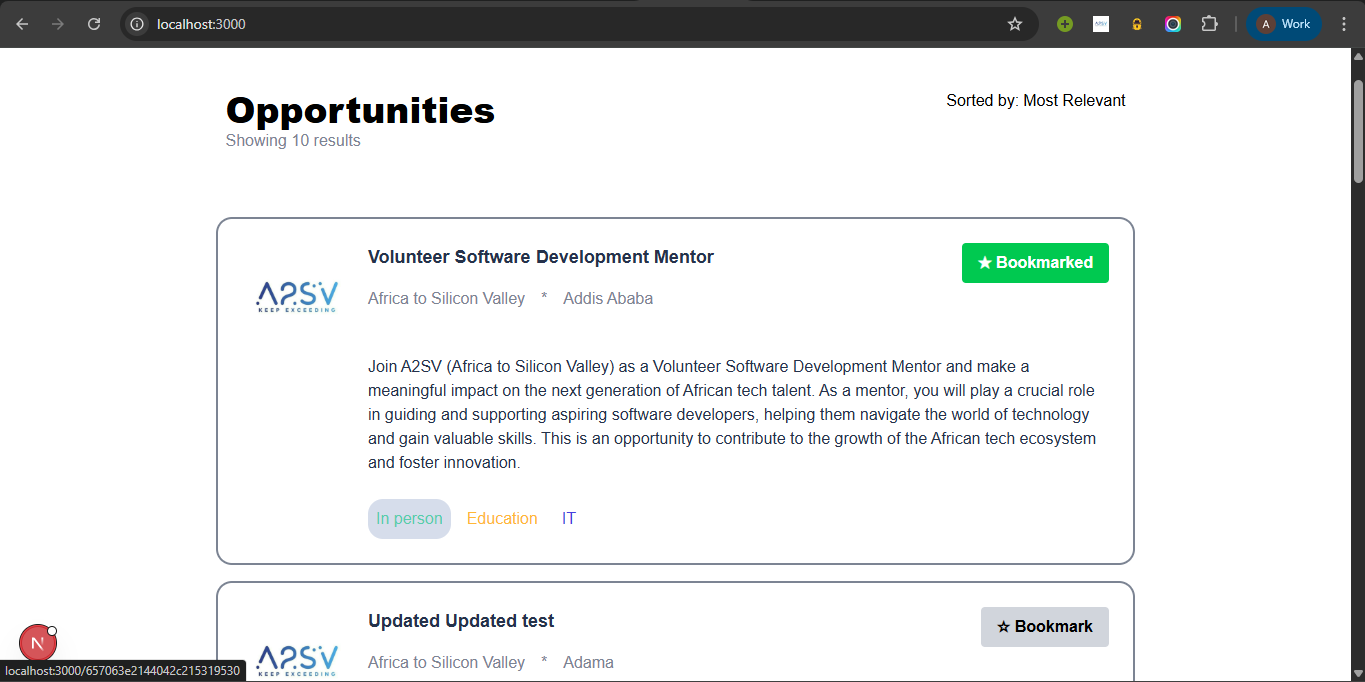 localhost:3000
A Work
Opportunities
Sorted by: Most Relevant
Showing 10 results
Volunteer Software Development Mentor
★ Bookmarked
A2SV
KEEP EXCEEDING
Africa to Silicon Valley * Addis Ababa
Join A2SV (Africa to Silicon Valley) as a Volunteer Software Development Mentor and make a
meaningful impact on the next generation of African tech talent. As a mentor, you will play a crucial role
in guiding and supporting aspiring software developers, helping them navigate the world of technology
and gain valuable skills. This is an opportunity to contribute to the growth of the African tech ecosystem
and foster innovation.
In person Education IT
Updated Updated test
☆ Bookmark
A2SV
KEEP EXCEEDING
Africa to Silicon Valley * Adama
N
localhost:3000/657063e2144042c215319530